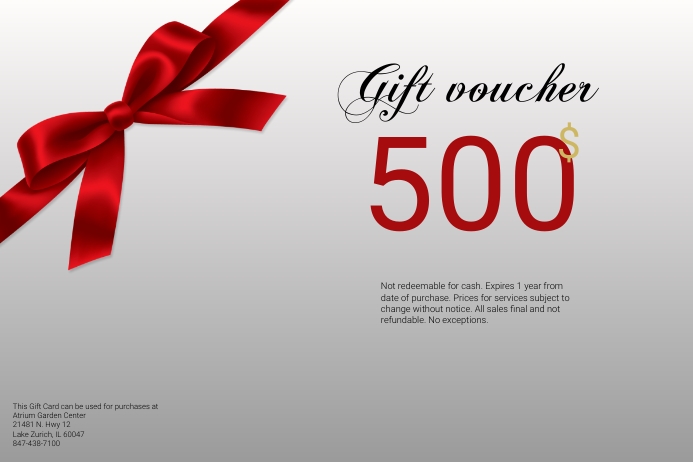 Gift voucher
500$
Not redeemable for cash. Expires 1 year from
date of purchase. Prices for services subject to
change without notice. All sales final and not
refundable. No exceptions.
This Gift Card can be used for purchases at
Atrium Garden Center
21481 N. Hwy 12
Lake Zurich, IL 60047
847-438-7100